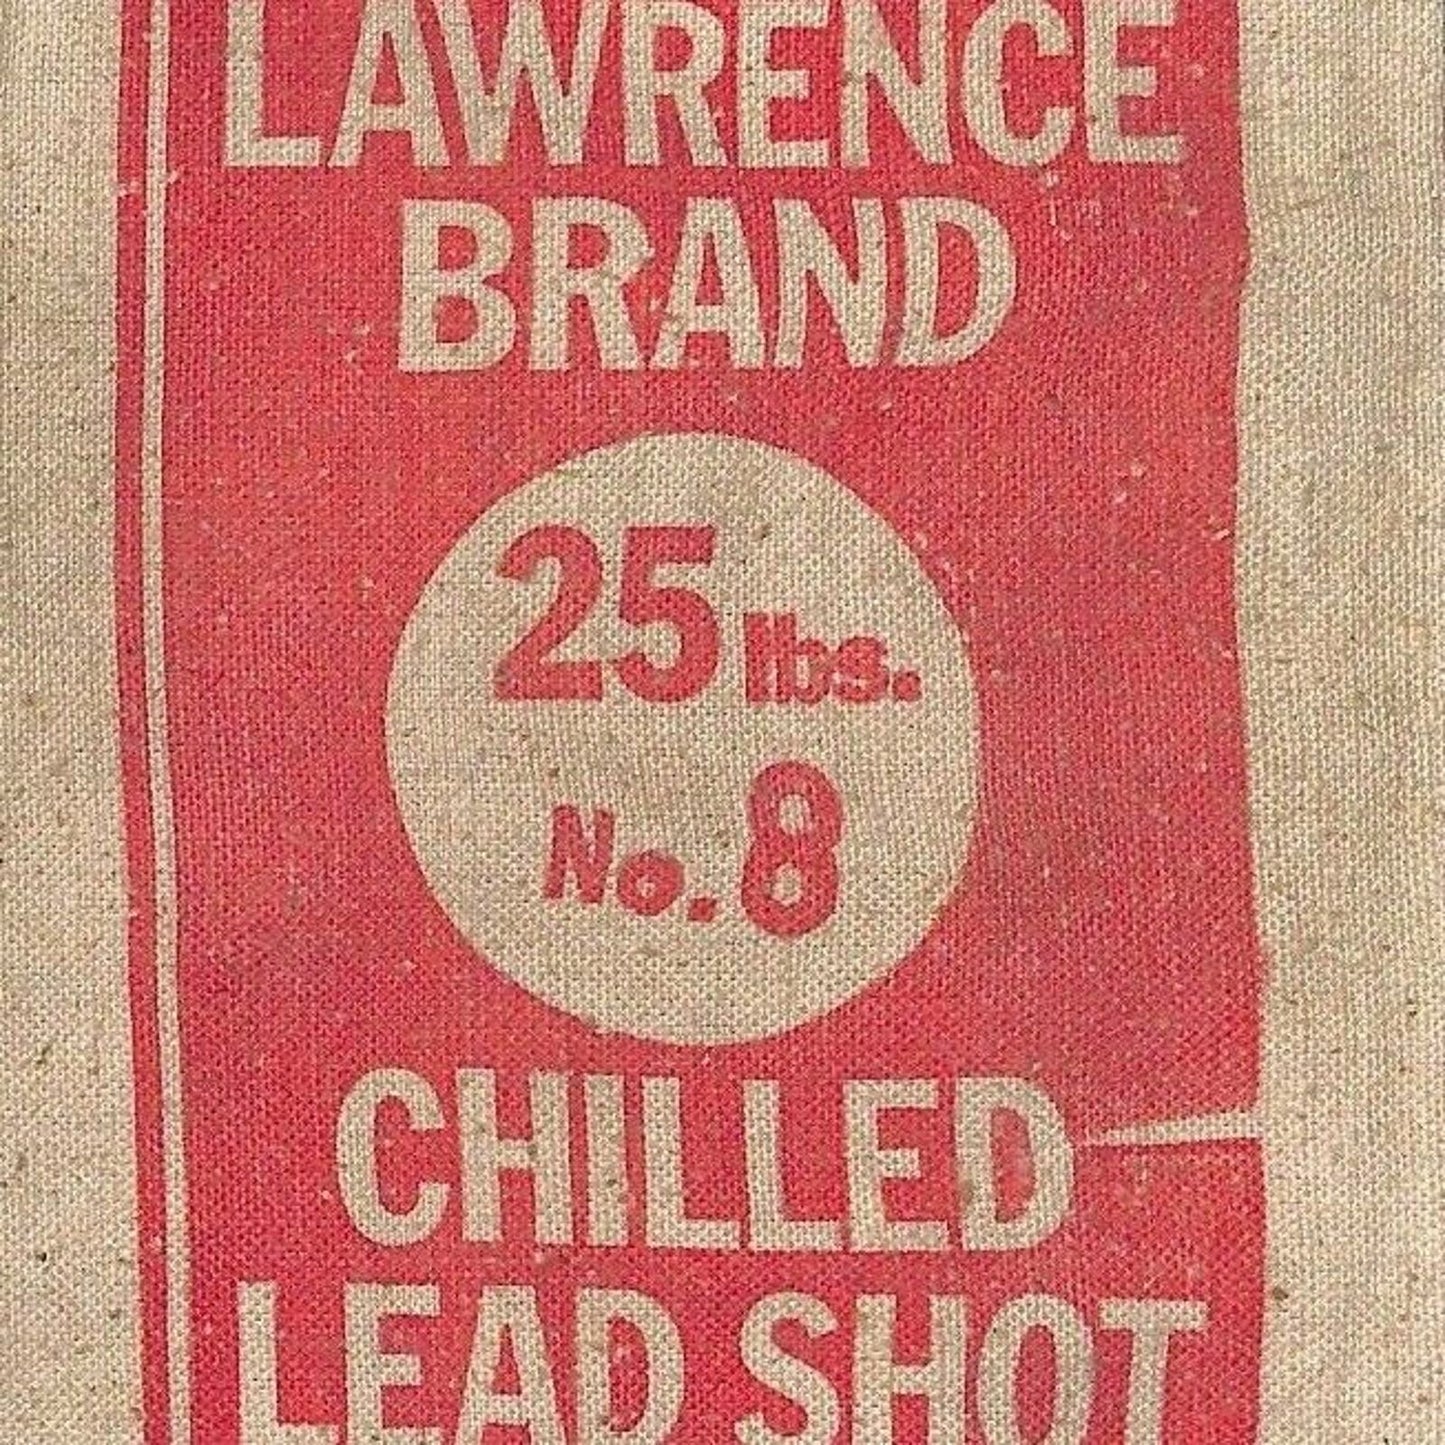 LAWRENCE
BRAND
25 lbs.
No. 8
CHILLED
LEAD SHOT